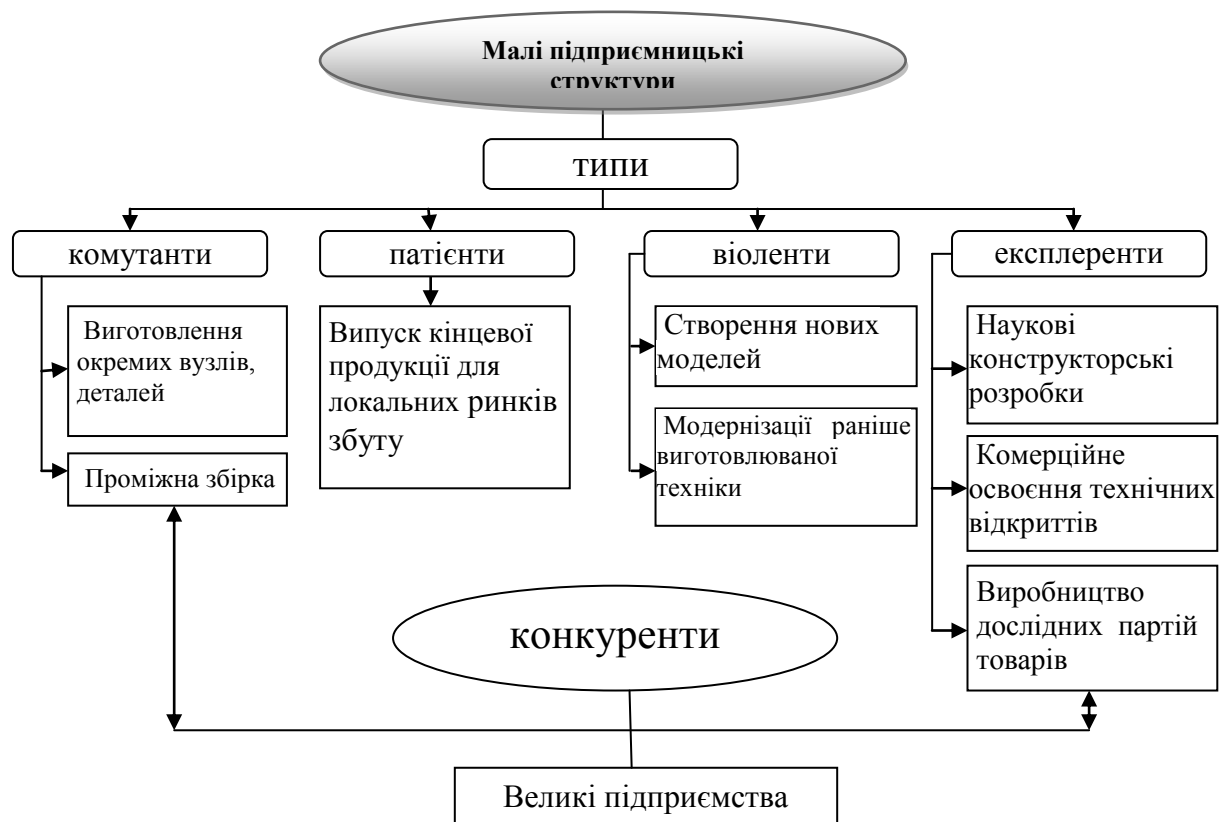 Малі підприємницькі
структури
типи
комутанти
патієнти
віоленти
експлеренти
Виготовлення
окремих вузлів,
деталей
Проміжна збірка
Випуск кінцевої
продукції для
локальних ринків
збуту
Створення нових
моделей
Модернізації раніше
виготовлюваної
техніки
Наукові
конструкторські
розробки
Комерційне
освоєння технічних
відкриттів
Виробництво
дослідних партій
товарів
конкуренти
Великі підприємства